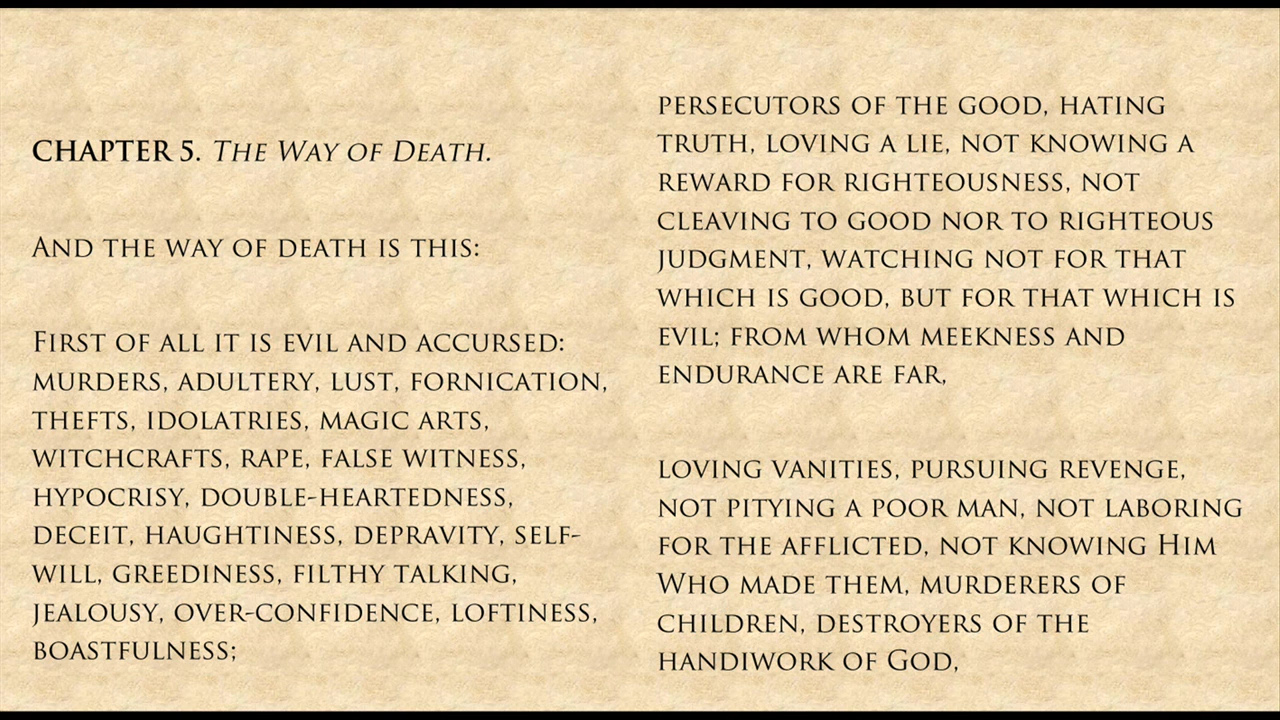 CHAPTER 5. The Way of Death.
And the way of death is this:
First of all it is evil and accursed:
murders, adultery, lust, fornication,
thefts, idolatries, magic arts,
witchcrafts, rape, false witness,
hypocrisy, double-heartedness,
deceit, haughtiness, depravity, self-
will, greediness, filthy talking,
jealousy, over-confidence, loftiness,
boastfulness;
persecutors of the good, hating
truth, loving a lie, not knowing a
reward for righteousness, not
cleaving to good nor to righteous
judgment, watching not for that
which is good, but for that which is
evil; from whom meekness and
endurance are far,
loving vanities, pursuing revenge,
not pitying a poor man, not laboring
for the afflicted, not knowing Him
Who made them, murderers of
children, destroyers of the
handiwork of God,